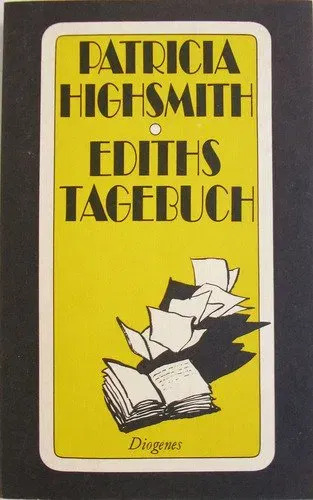 PATRICIA
HIGHSMITH
EDITHS
TAGEBUCH
Diogenes